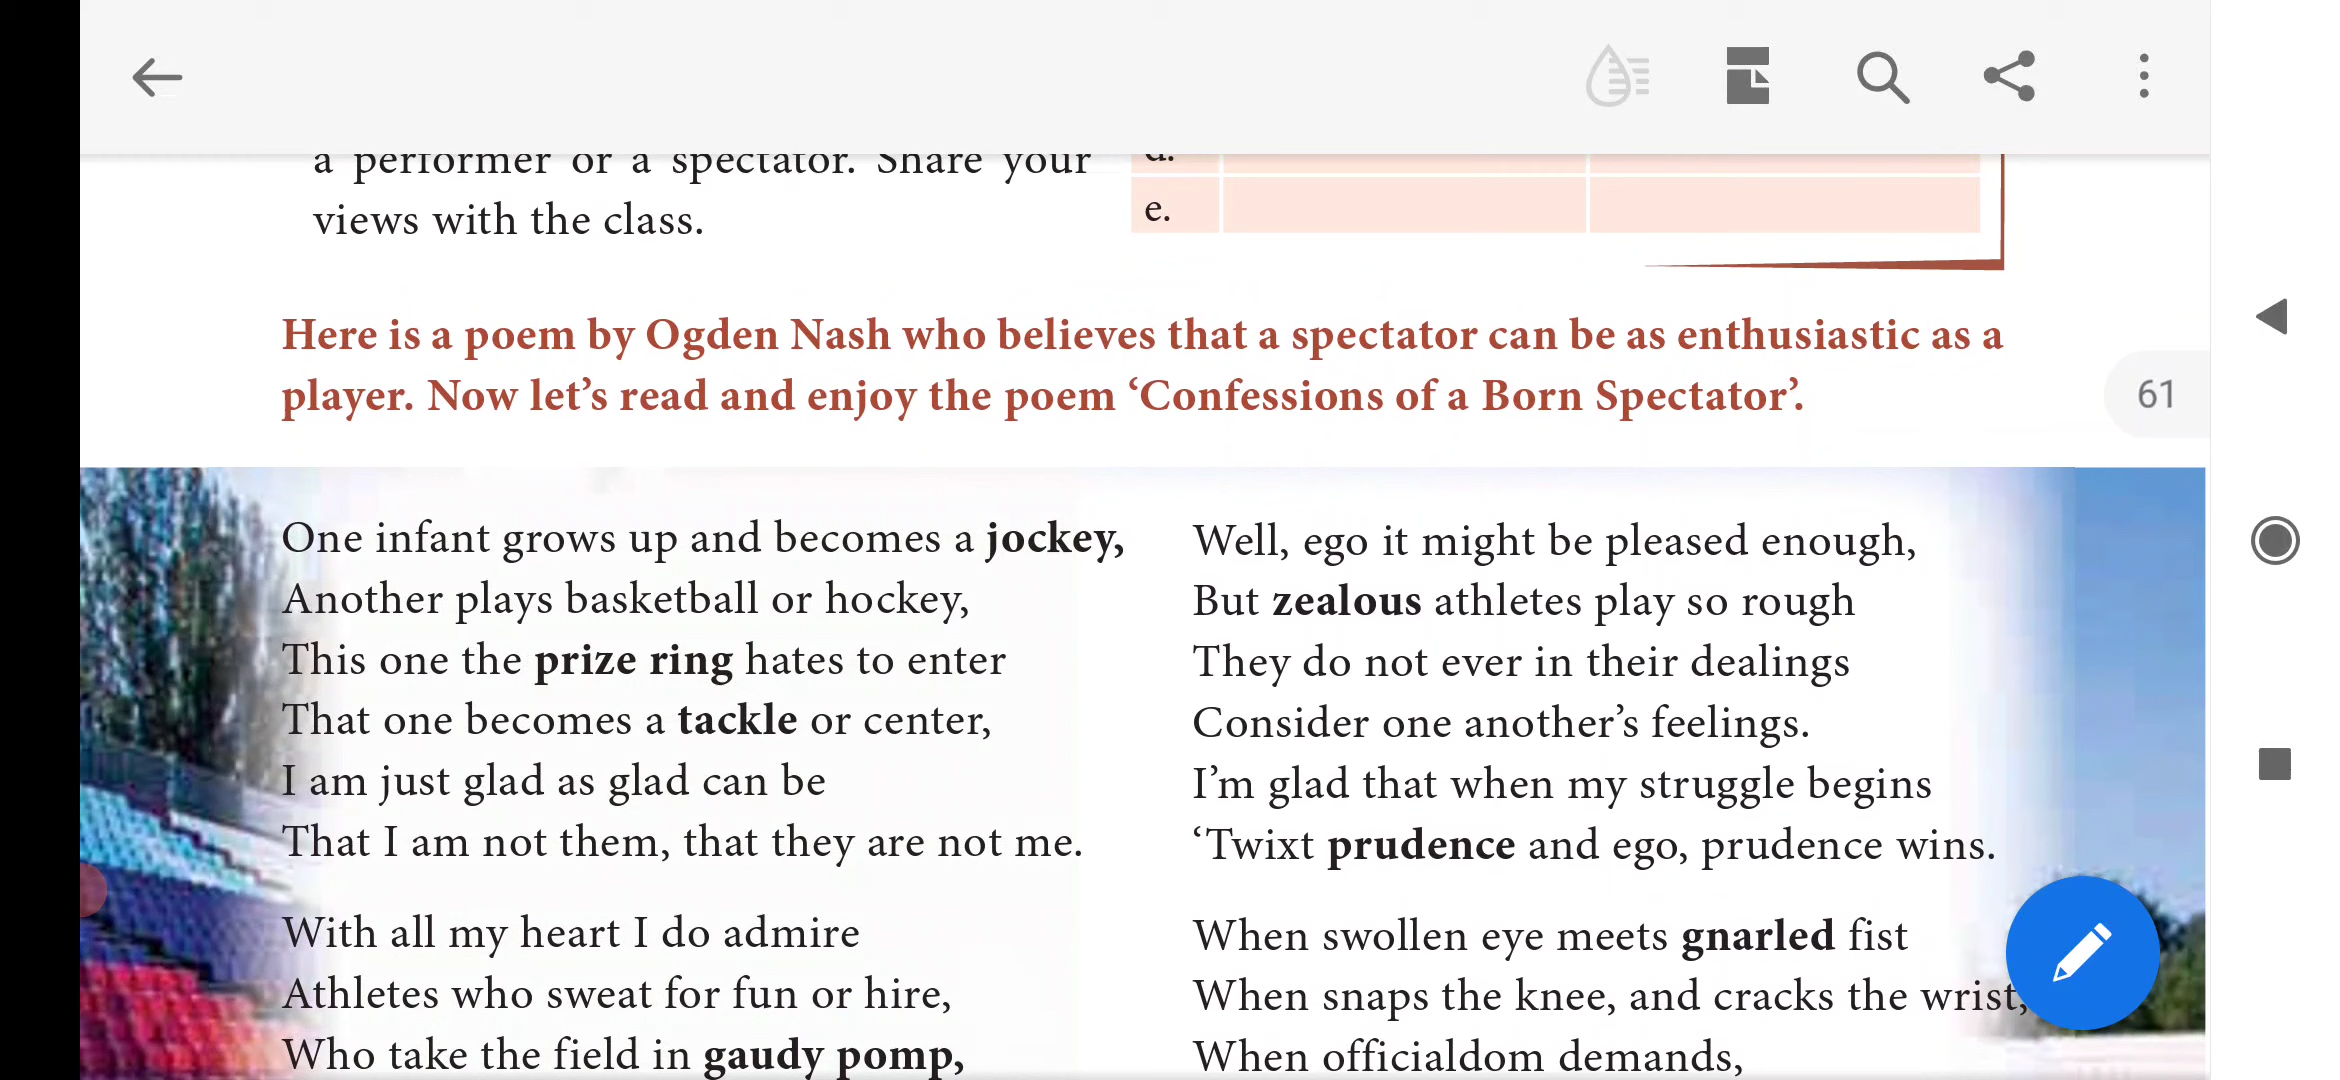 a performer or a spectator. Share your
views with the class.
d.
e.
Here is a poem by Ogden Nash who believes that a spectator can be as enthusiastic as a
player. Now let’s read and enjoy the poem ‘Confessions of a Born Spectator’.
61
One infant grows up and becomes a jockey,
Another plays basketball or hockey,
This one the prize ring hates to enter
That one becomes a tackle or center,
I am just glad as glad can be
That I am not them, that they are not me.
With all my heart I do admire
Athletes who sweat for fun or hire,
Who take the field in gaudy pomp,
Well, ego it might be pleased enough,
But zealous athletes play so rough
They do not ever in their dealings
Consider one another’s feelings.
I’m glad that when my struggle begins
‘Twixt prudence and ego, prudence wins.
When swollen eye meets gnarled fist
When snaps the knee, and cracks the wrist,
When officialdom demands,